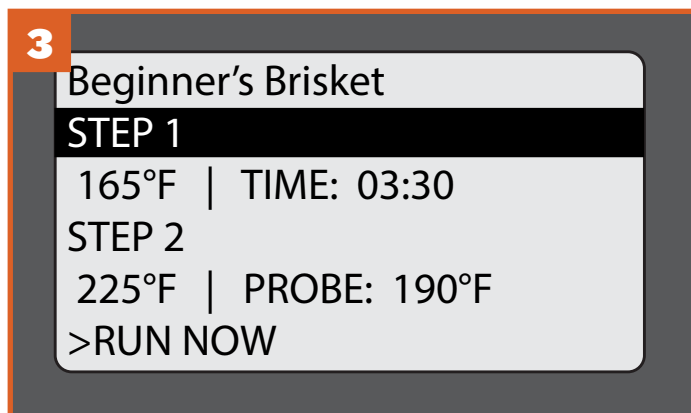 3
Beginner's Brisket
STEP 1
165°F | TIME: 03:30
STEP 2
225°F | PROBE: 190°F
>RUN NOW